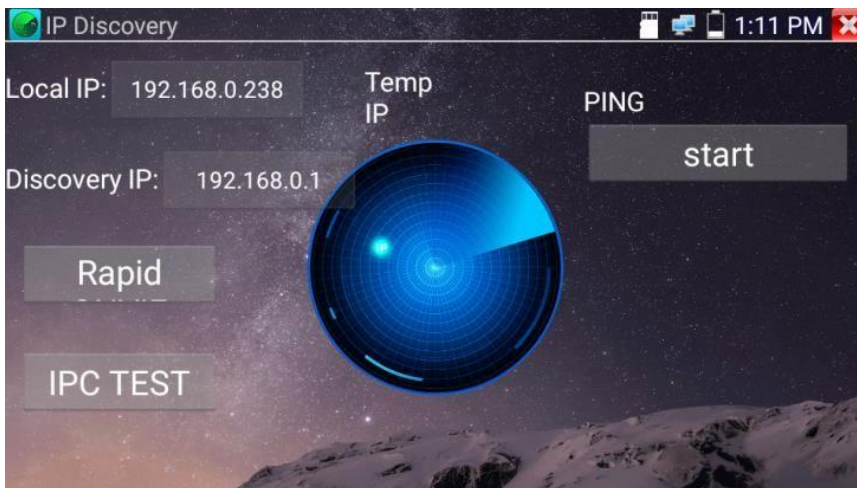 IP Discovery
1:11 PM
Local IP: 192.168.0.238
Temp
IP
PING
start
Discovery IP: 192.168.0.1
Rapid
IPC TEST